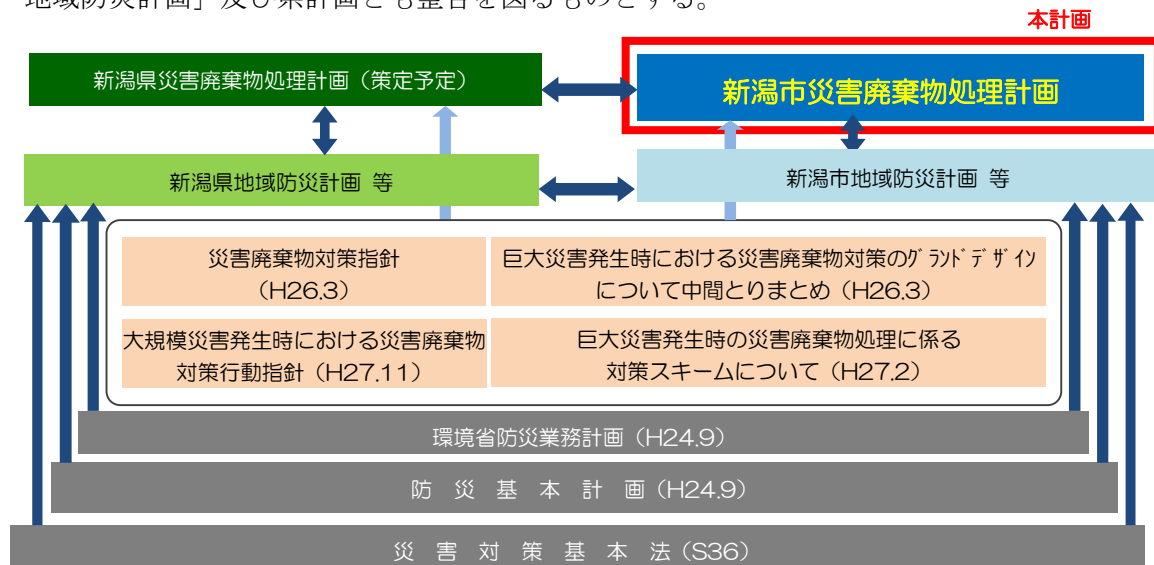 地域防災計画」及び県計画とも整合を図るものとする。
本計画
新潟県災害廃棄物処理計画（策定予定）
新潟市災害廃棄物処理計画
新潟県地域防災計画 等
新潟市地域防災計画 等
災害廃棄物対策指針
（H26.3）
巨大災害発生時における災害廃棄物対策のｸﾞﾗﾝﾄﾞﾃﾞｻﾞｲﾝ
について中間とりまとめ（H26.3）
大規模災害発生時における災害廃棄物
対策行動指針（H27.11）
巨大災害発生時の災害廃棄物処理に係る
対策スキームについて（H27.2）
環境省防災業務計画（H24.9）
防 災 基 本 計 画（H24.9）
災 害 対 策 基 本 法（S36）